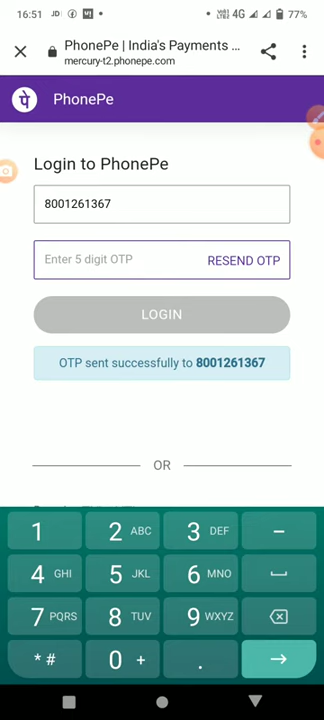 16:51 JD 4G 77%
PhonePe | India's Payments ...
mercury-t2.phonepe.com
पे PhonePe
Login to PhonePe
8001261367
Enter 5 digit OTP RESEND OTP
LOGIN
OTP sent successfully to 8001261367
OR
1 2 ABC 3 DEF −
4 GHI 5 JKL 6 MNO
7 PQRS 8 TUV 9 WXYZ
* # 0 + .